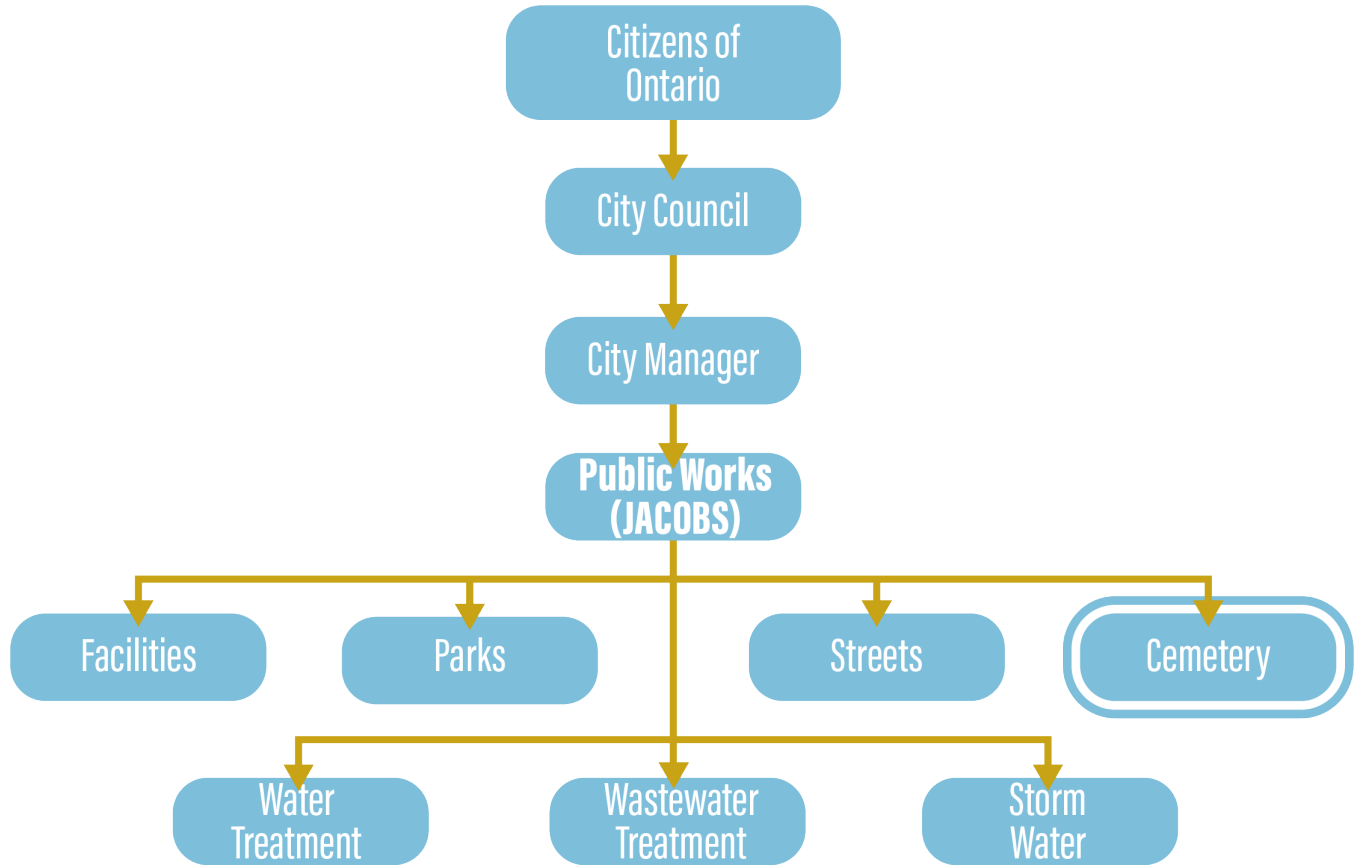 Citizens of
Ontario
City Council
City Manager
Public Works
(JACOBS)
Facilities
Parks
Streets
Cemetery
Water
Treatment
Wastewater
Treatment
Storm
Water